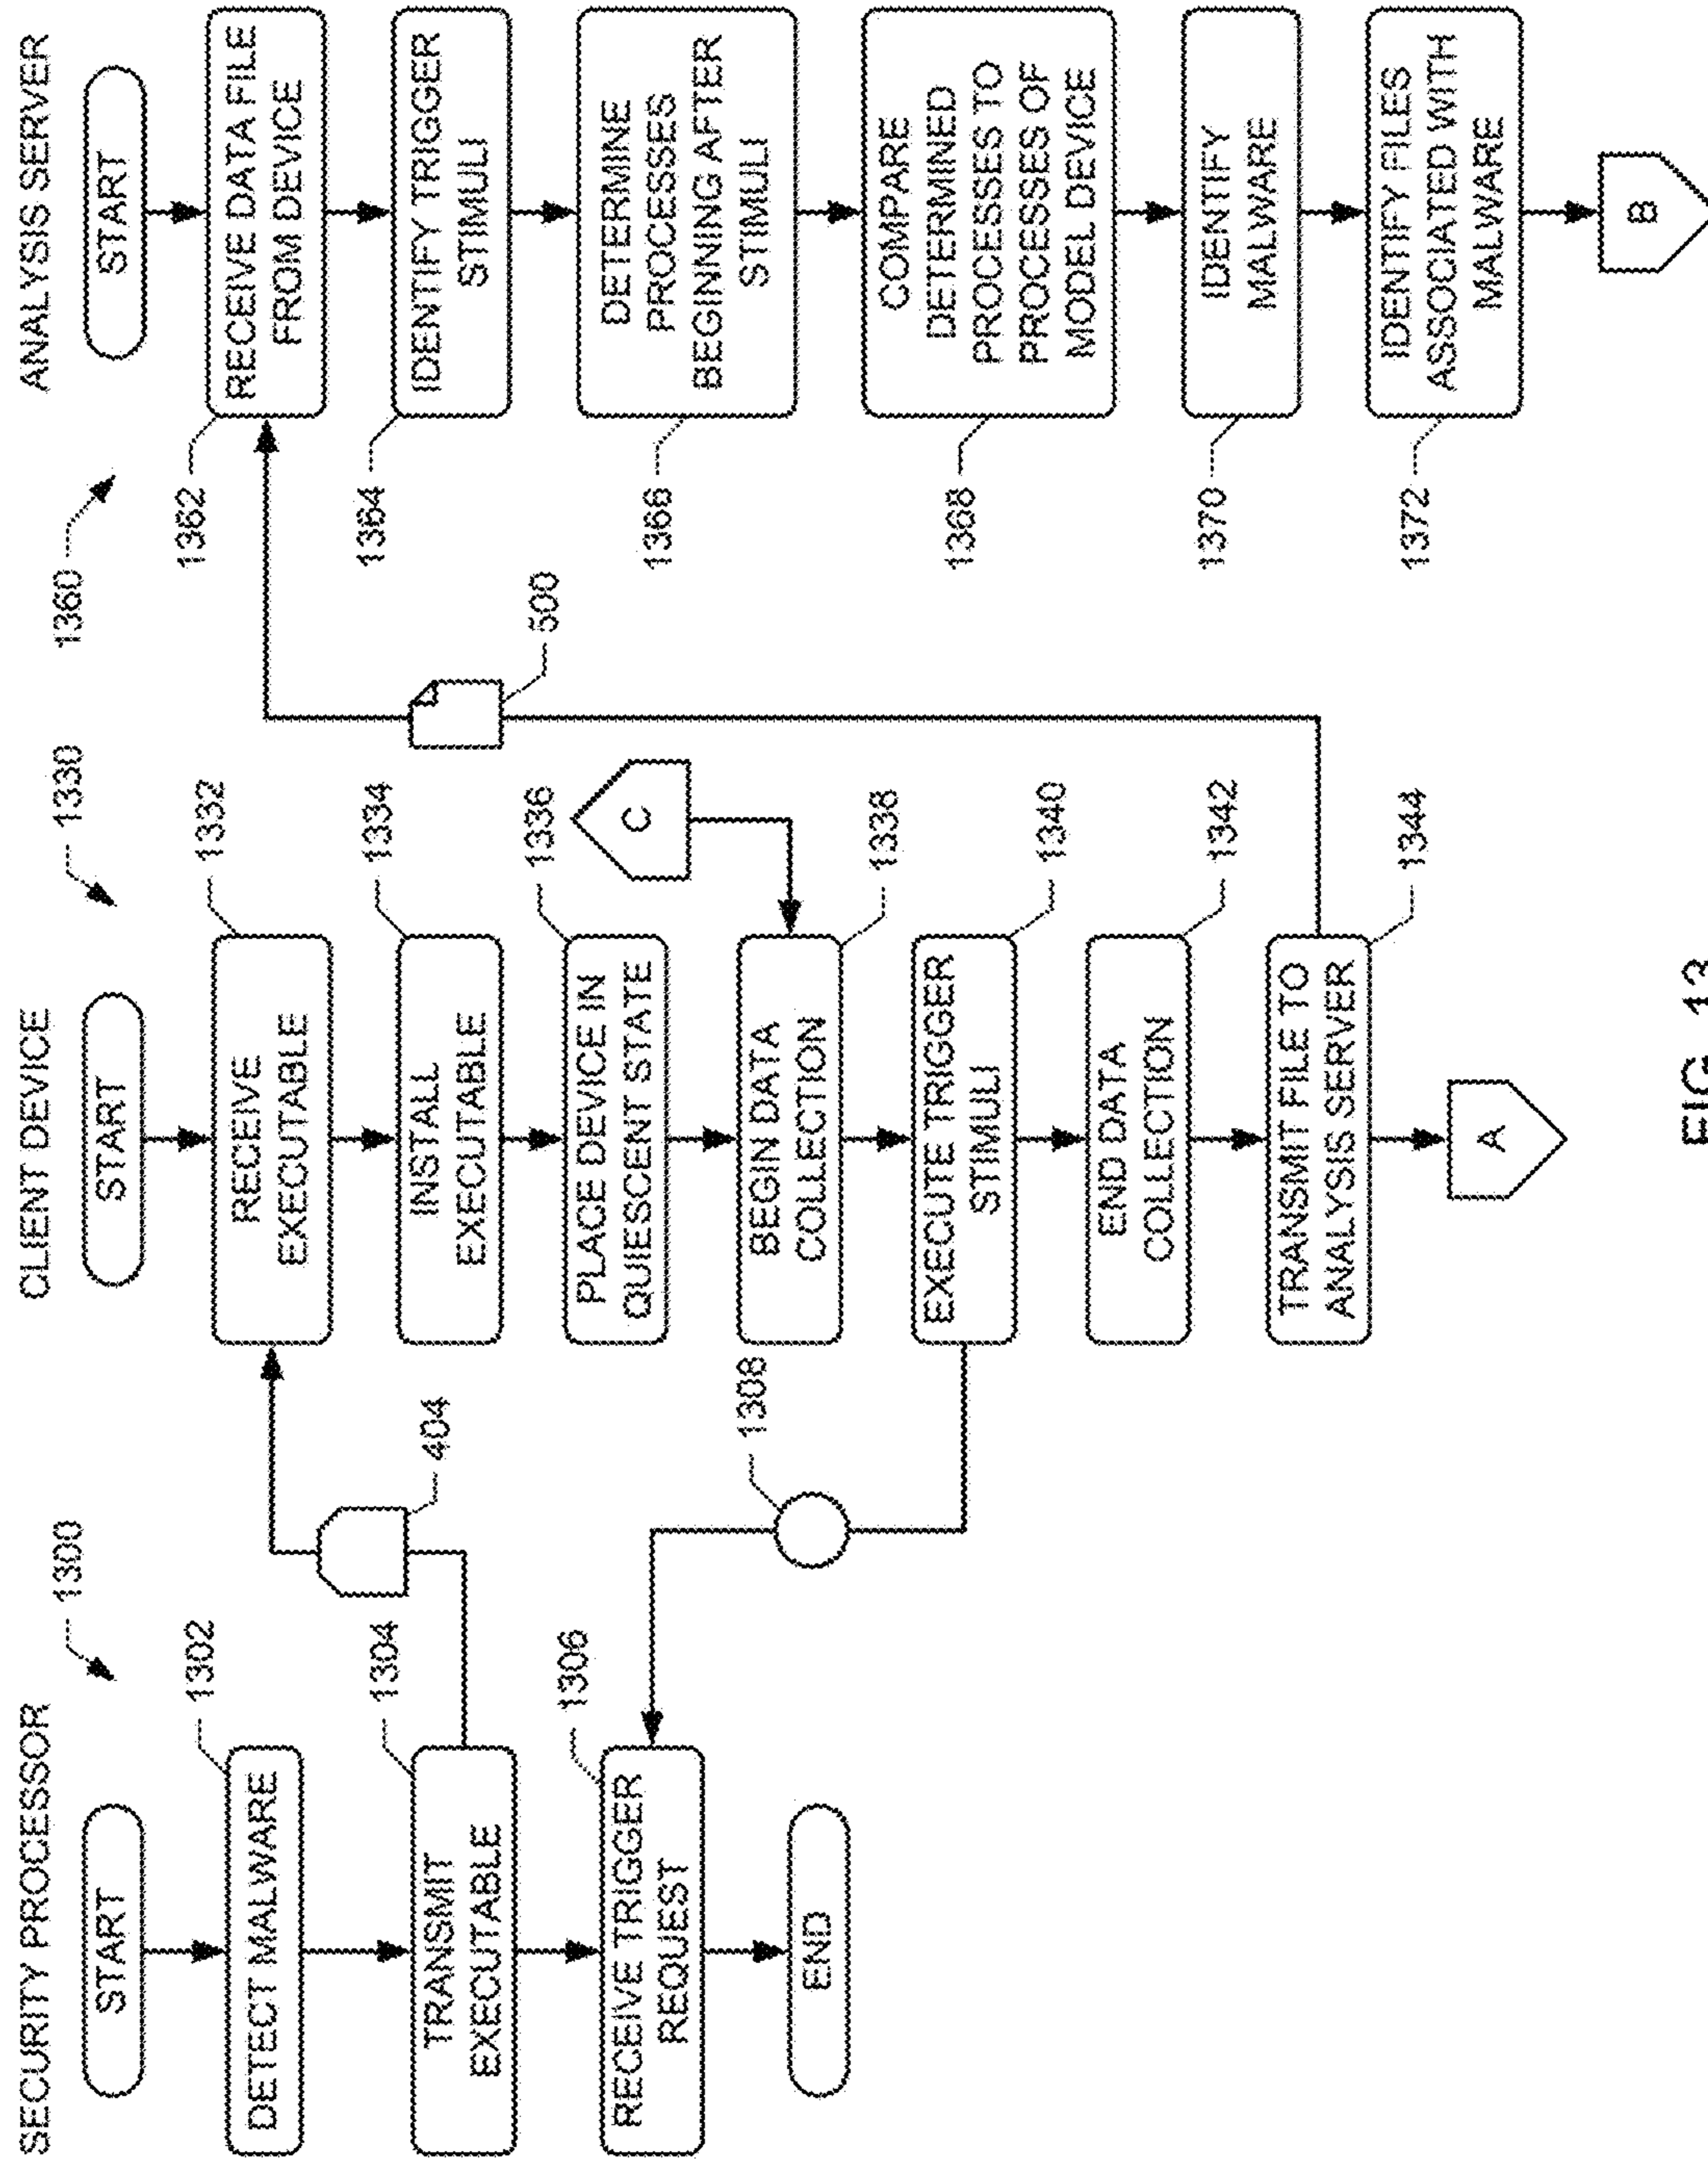 SECURITY PROCESSOR
1300
START
1302
DETECT MALWARE
1304
TRANSMIT
EXECUTABLE
404
1306
RECEIVE TRIGGER
REQUEST
1308
END
CLIENT DEVICE
1330
START
1332
RECEIVE
EXECUTABLE
1334
INSTALL
EXECUTABLE
1336
PLACE DEVICE IN
QUIESCENT STATE
C
1338
BEGIN DATA
COLLECTION
1340
EXECUTE TRIGGER
STIMULI
1342
END DATA
COLLECTION
1344
TRANSMIT FILE TO
ANALYSIS SERVER
A
500
ANALYSIS SERVER
1360
START
1362
RECEIVE DATA FILE
FROM DEVICE
1364
IDENTIFY TRIGGER
STIMULI
1366
DETERMINE
PROCESSES
BEGINNING AFTER
STIMULI
1368
COMPARE
DETERMINED
PROCESSES TO
PROCESSES OF
MODEL DEVICE
1370
IDENTIFY
MALWARE
1372
IDENTIFY FILES
ASSOCIATED WITH
MALWARE
B
FIG. 13